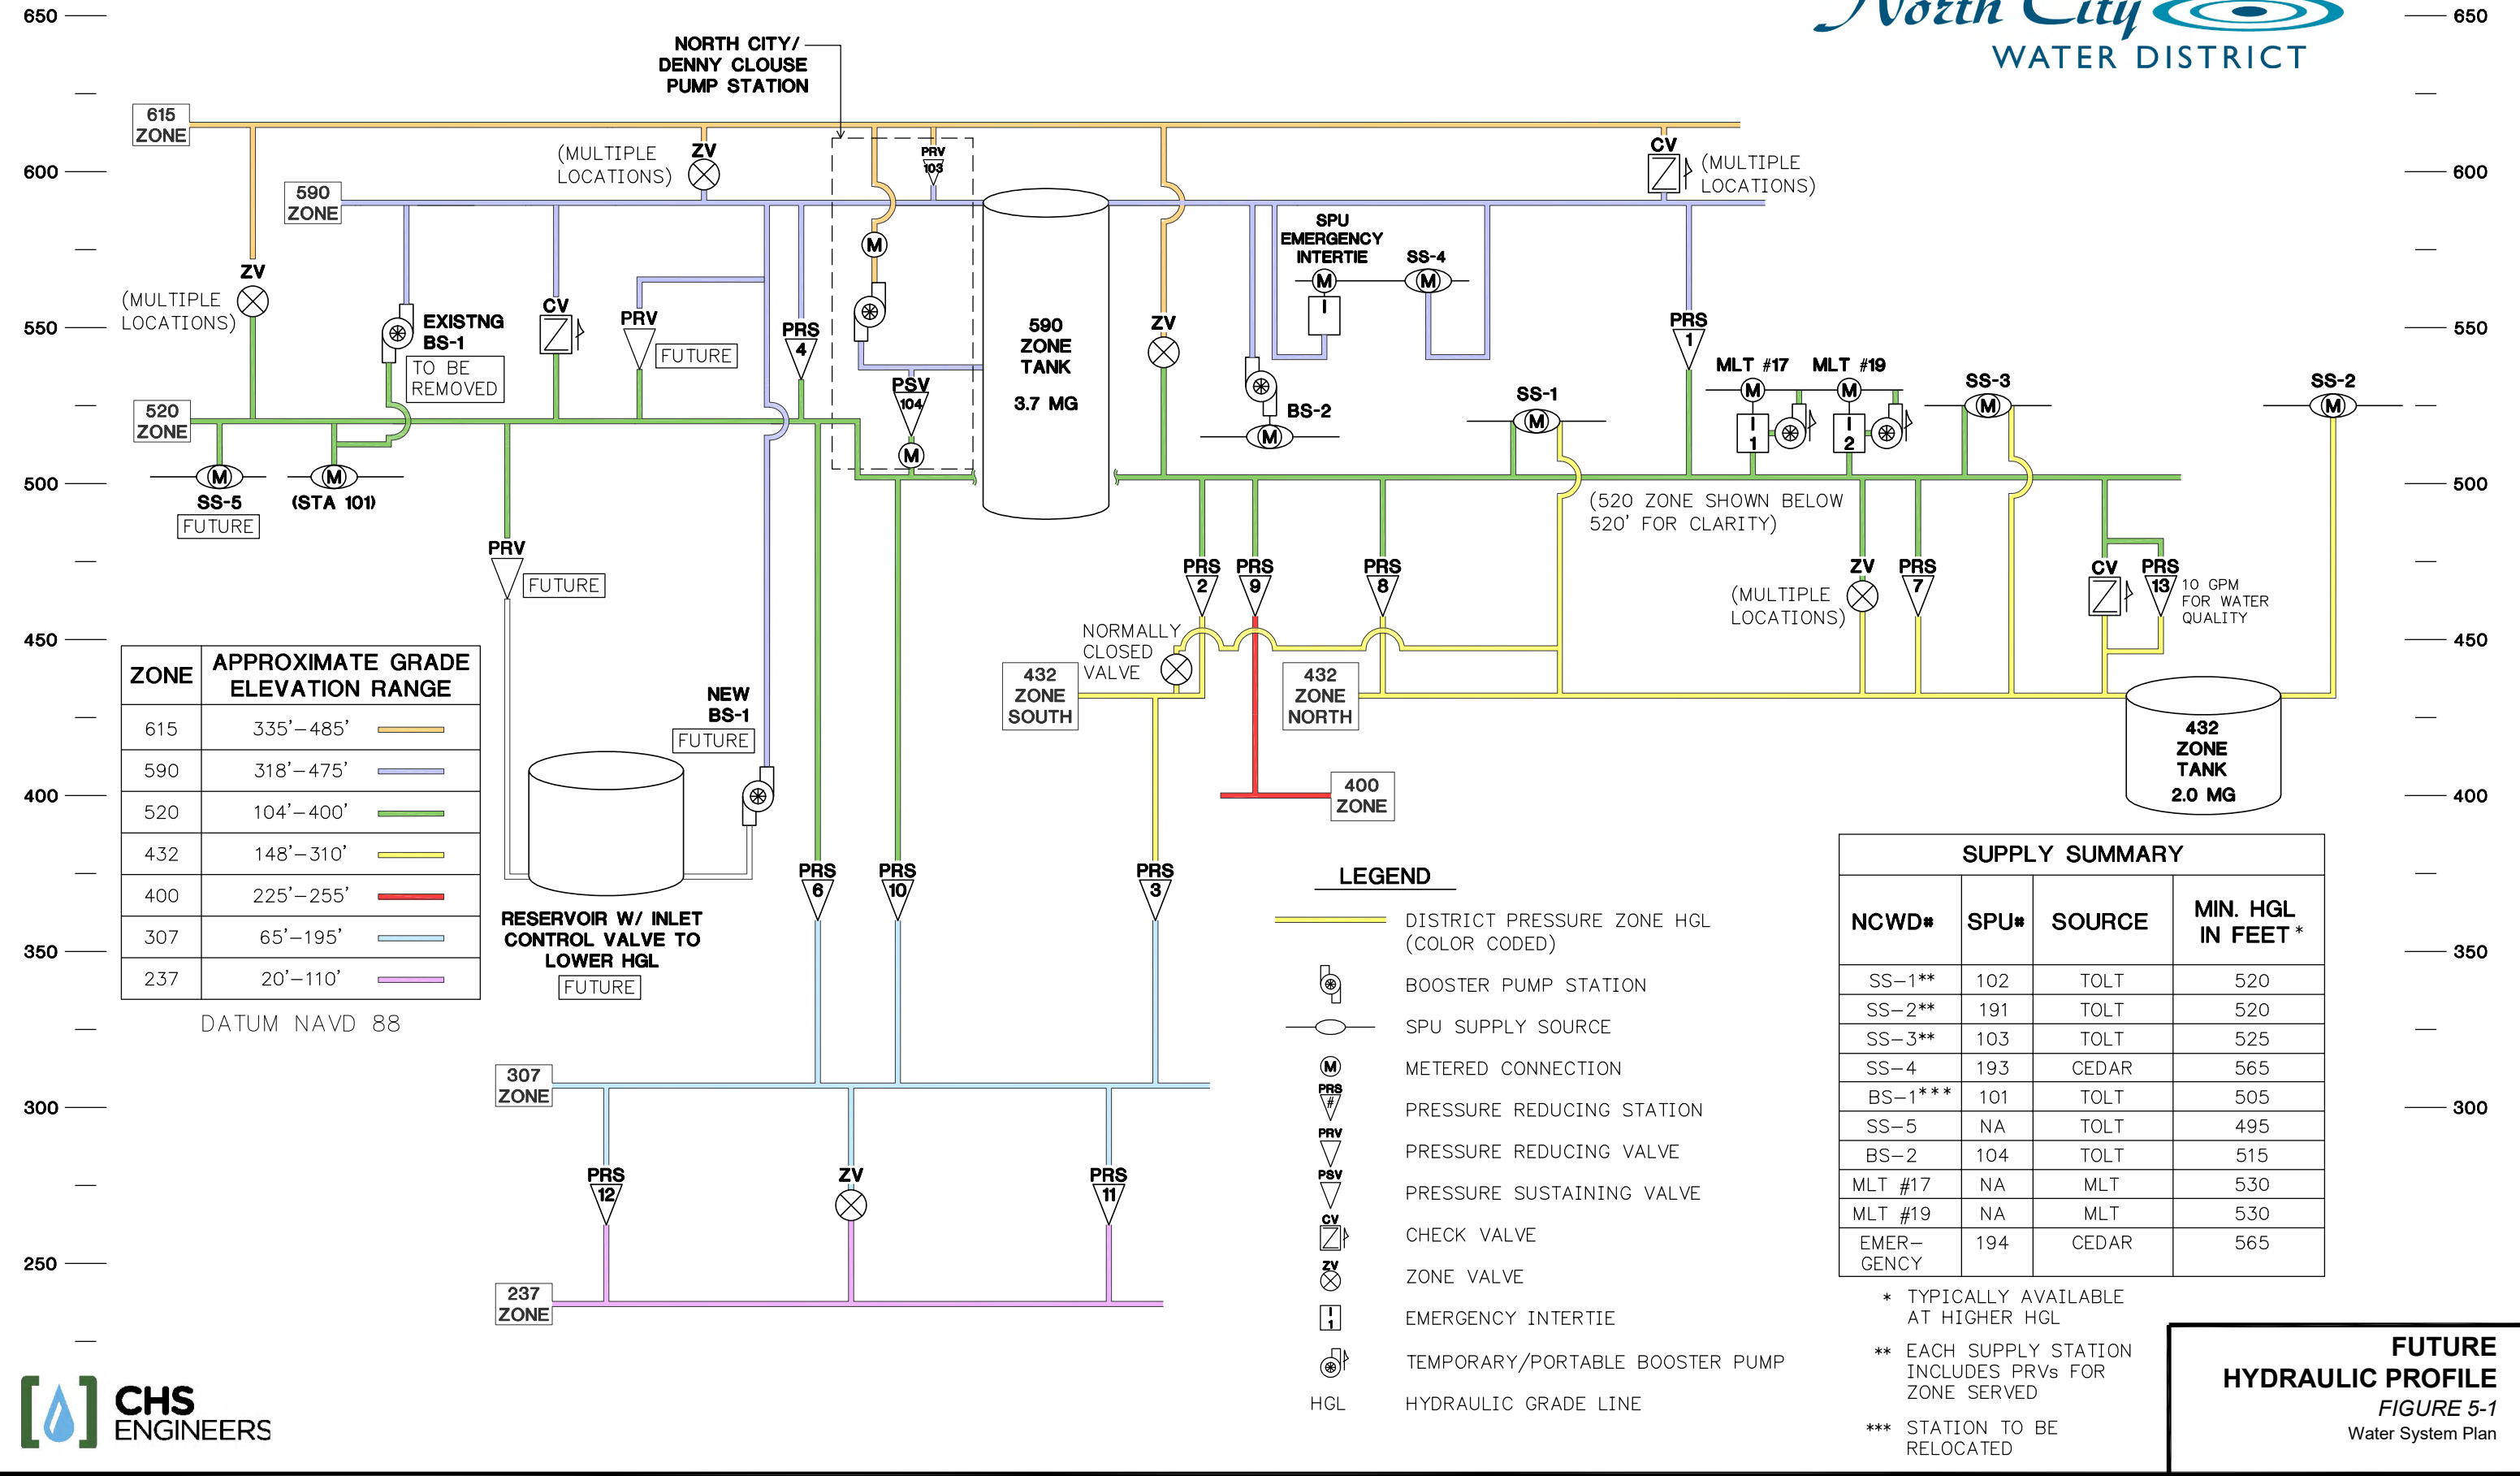 650
600
550
500
450
400
350
300
250
650
600
550
500
450
400
350
300
North City
WATER DISTRICT
NORTH CITY/
DENNY CLOUSE
PUMP STATION
615
ZONE
(MULTIPLE
LOCATIONS)
ZV
PRV
103
CV
(MULTIPLE
LOCATIONS)
590
ZONE
M
SPU
EMERGENCY
INTERTIE
SS-4
M
M
I
ZV
(MULTIPLE
LOCATIONS)
EXISTNG
BS-1
TO BE
REMOVED
CV
PRV
FUTURE
PRS
4
590
ZONE
TANK
3.7 MG
ZV
PRS
1
MLT #17
MLT #19
M
M
I
1
I
2
SS-3
M
SS-2
M
PSV
104
M
BS-2
M
SS-1
M
520
ZONE
M
SS-5
FUTURE
M
(STA 101)
(520 ZONE SHOWN BELOW
520' FOR CLARITY)
PRV
FUTURE
PRS
2
PRS
9
PRS
8
ZV
(MULTIPLE
LOCATIONS)
PRS
7
CV
PRS
13
10 GPM
FOR WATER
QUALITY
NORMALLY
CLOSED
VALVE
432
ZONE
SOUTH
432
ZONE
NORTH
432
ZONE
TANK
2.0 MG
400
ZONE
NEW
BS-1
FUTURE
RESERVOIR W/ INLET
CONTROL VALVE TO
LOWER HGL
FUTURE
PRS
6
PRS
10
PRS
3
ZONE APPROXIMATE GRADE
ELEVATION RANGE
615 335'-485'
590 318'-475'
520 104'-400'
432 148'-310'
400 225'-255'
307 65'-195'
237 20'-110'
DATUM NAVD 88
307
ZONE
PRS
12
ZV
PRS
11
237
ZONE
LEGEND
DISTRICT PRESSURE ZONE HGL
(COLOR CODED)
BOOSTER PUMP STATION
SPU SUPPLY SOURCE
M METERED CONNECTION
PRS
# PRESSURE REDUCING STATION
PRV
PRESSURE REDUCING VALVE
PSV
PRESSURE SUSTAINING VALVE
CV
CHECK VALVE
ZV
ZONE VALVE
I
1 EMERGENCY INTERTIE
TEMPORARY/PORTABLE BOOSTER PUMP
HGL HYDRAULIC GRADE LINE
SUPPLY SUMMARY
NCWD# SPU# SOURCE MIN. HGL
IN FEET *
SS-1** 102 TOLT 520
SS-2** 191 TOLT 520
SS-3** 103 TOLT 525
SS-4 193 CEDAR 565
BS-1*** 101 TOLT 505
SS-5 NA TOLT 495
BS-2 104 TOLT 515
MLT #17 NA MLT 530
MLT #19 NA MLT 530
EMER-
GENCY 194 CEDAR 565
* TYPICALLY AVAILABLE
AT HIGHER HGL
** EACH SUPPLY STATION
INCLUDES PRVs FOR
ZONE SERVED
*** STATION TO BE
RELOCATED
CHS
ENGINEERS
FUTURE
HYDRAULIC PROFILE
FIGURE 5-1
Water System Plan